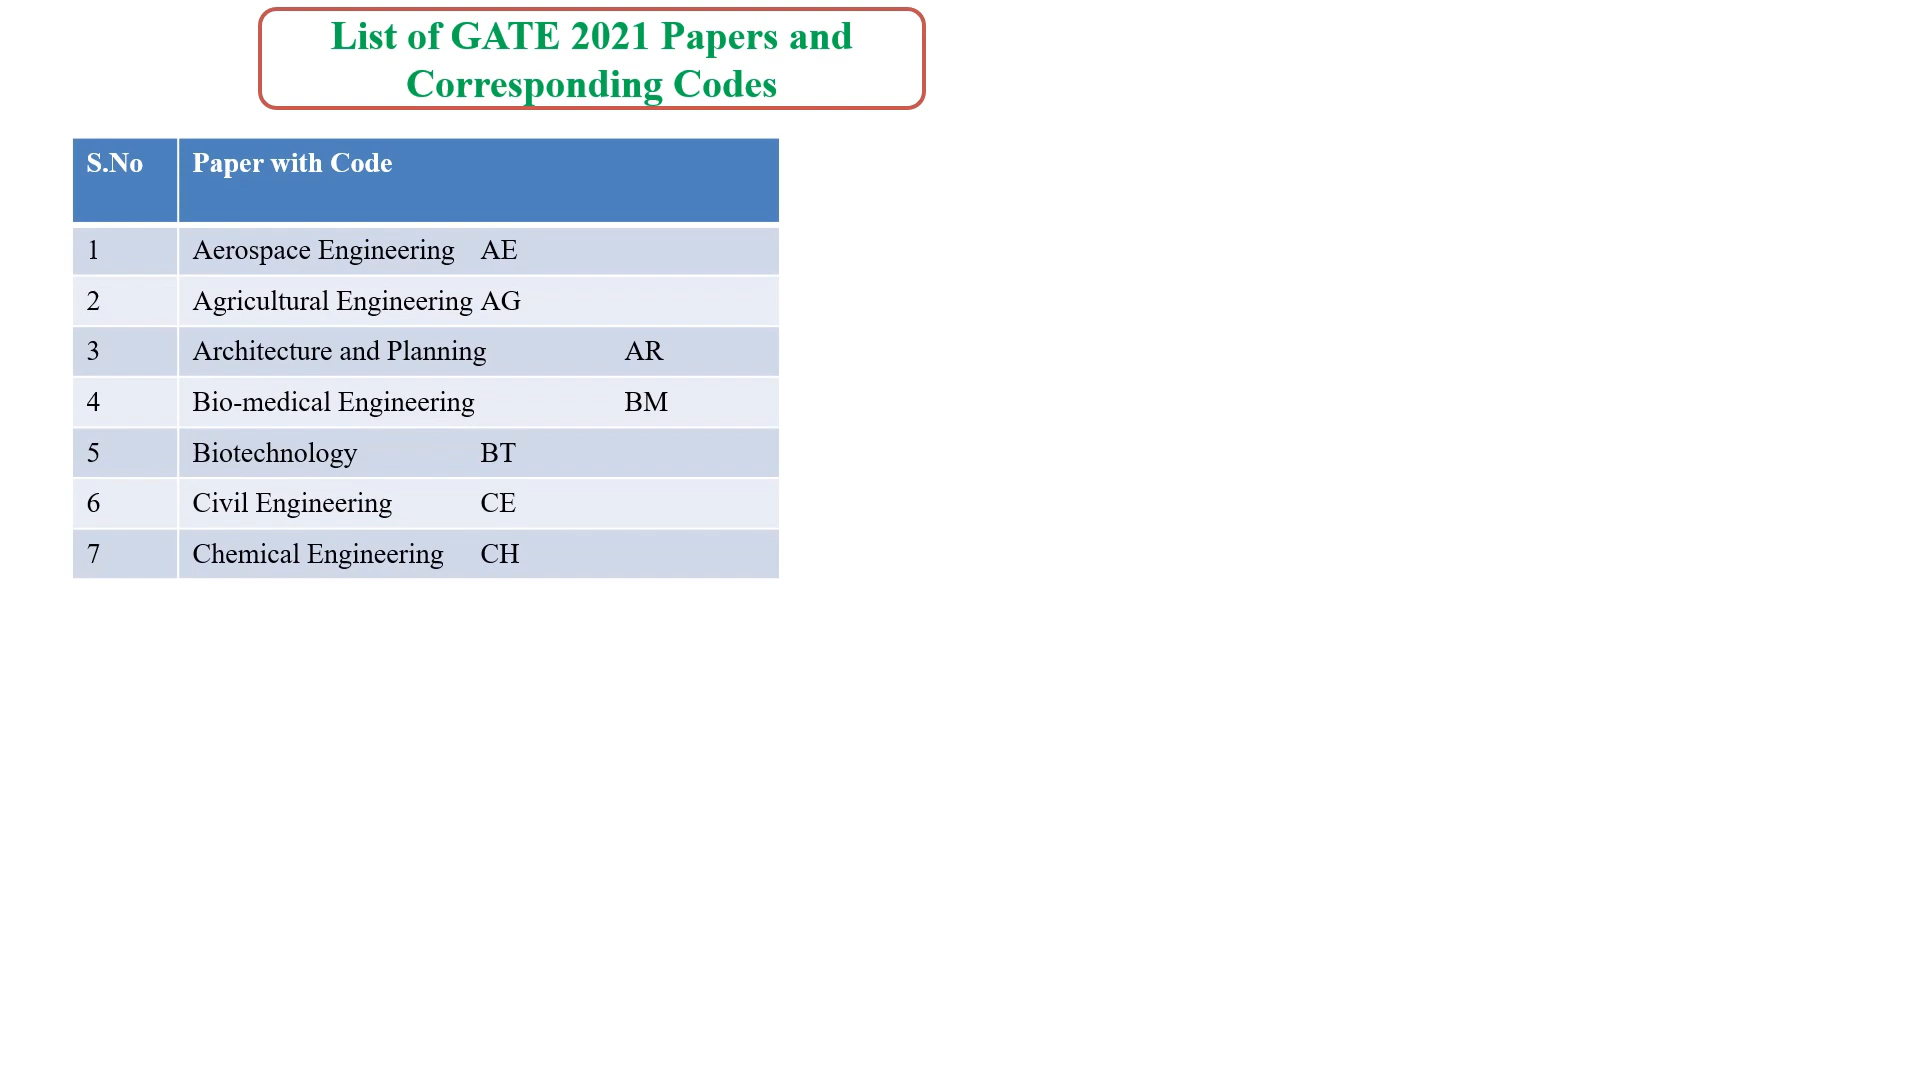 List of GATE 2021 Papers and
Corresponding Codes
S.No Paper with Code
1 Aerospace Engineering AE
2 Agricultural Engineering AG
3 Architecture and Planning AR
4 Bio-medical Engineering BM
5 Biotechnology BT
6 Civil Engineering CE
7 Chemical Engineering CH